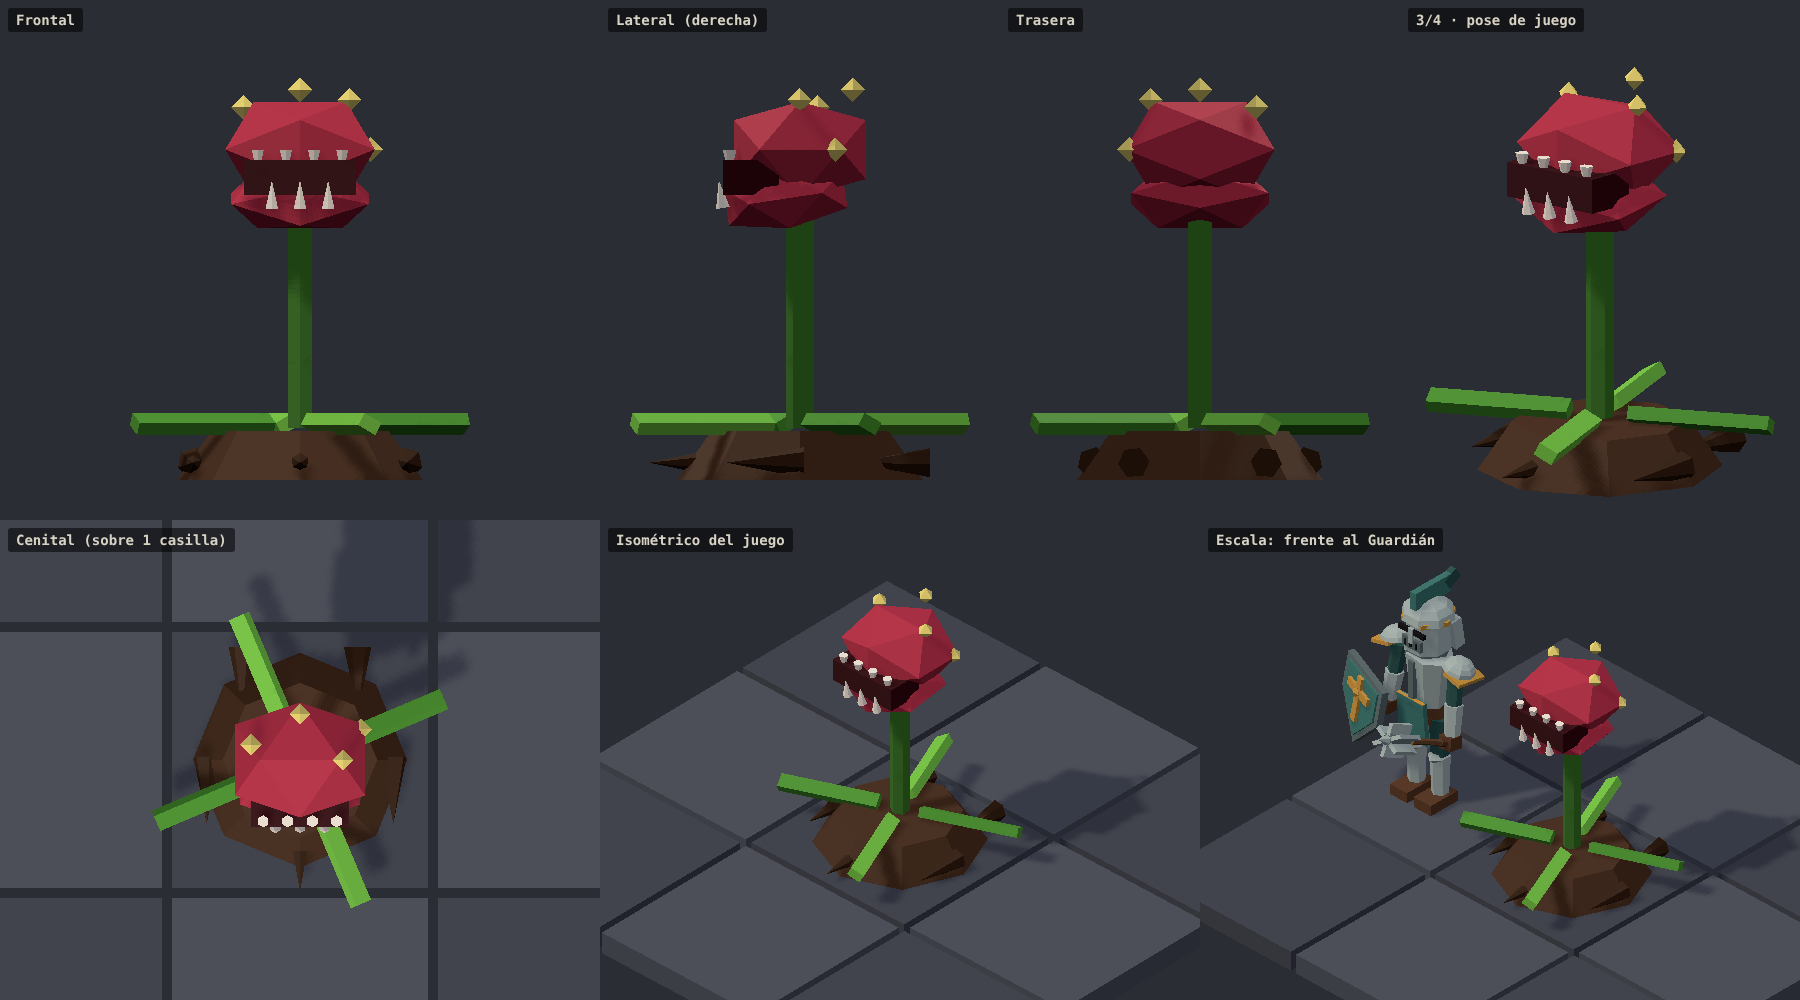 Frontal
Lateral (derecha)
Trasera
3/4 · pose de juego
Cenital (sobre 1 casilla)
Isométrico del juego
Escala: frente al Guardián